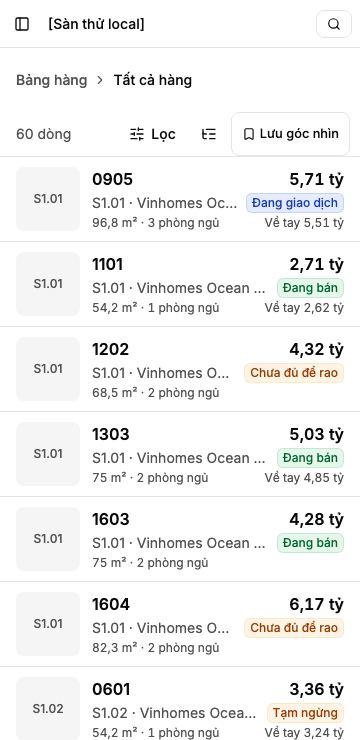 [Sàn thử local]
Bảng hàng > Tất cả hàng
60 dòng Lọc Lưu góc nhìn
S1.01 0905 5,71 tỷ
S1.01 · Vinhomes Oc... Đang giao dịch
96,8 m² · 3 phòng ngủ Về tay 5,51 tỷ
S1.01 1101 2,71 tỷ
S1.01 · Vinhomes Ocean ... Đang bán
54,2 m² · 1 phòng ngủ Về tay 2,62 tỷ
S1.01 1202 4,32 tỷ
S1.01 · Vinhomes O... Chưa đủ để rao
68,5 m² · 2 phòng ngủ
S1.01 1303 5,03 tỷ
S1.01 · Vinhomes Ocean ... Đang bán
75 m² · 2 phòng ngủ Về tay 4,85 tỷ
S1.01 1603 4,28 tỷ
S1.01 · Vinhomes Ocean ... Đang bán
75 m² · 2 phòng ngủ
S1.01 1604 6,17 tỷ
S1.01 · Vinhomes O... Chưa đủ để rao
82,3 m² · 2 phòng ngủ
S1.02 0601 3,36 tỷ
S1.02 · Vinhomes Ocea... Tạm ngừng
54,2 m² · 1 phòng ngủ Về tay 3,24 tỷ